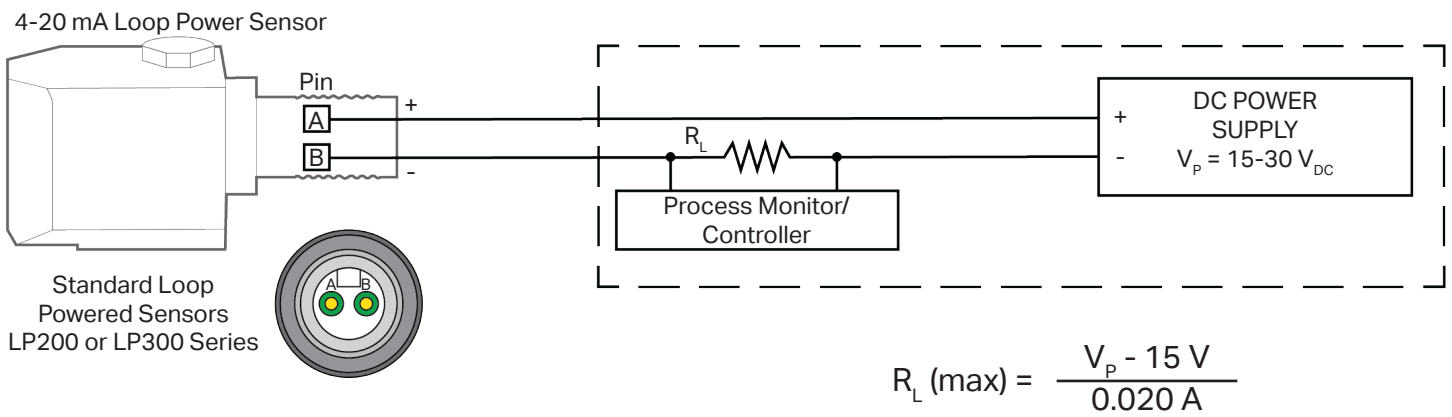 4-20 mA Loop Power Sensor
Pin
A
+
B
-
R_L
Process Monitor/
Controller
+
-
DC POWER
SUPPLY
V_P = 15-30 V_DC
A B
Standard Loop
Powered Sensors
LP200 or LP300 Series
R_L (max) = V_P - 15 V
0.020 A